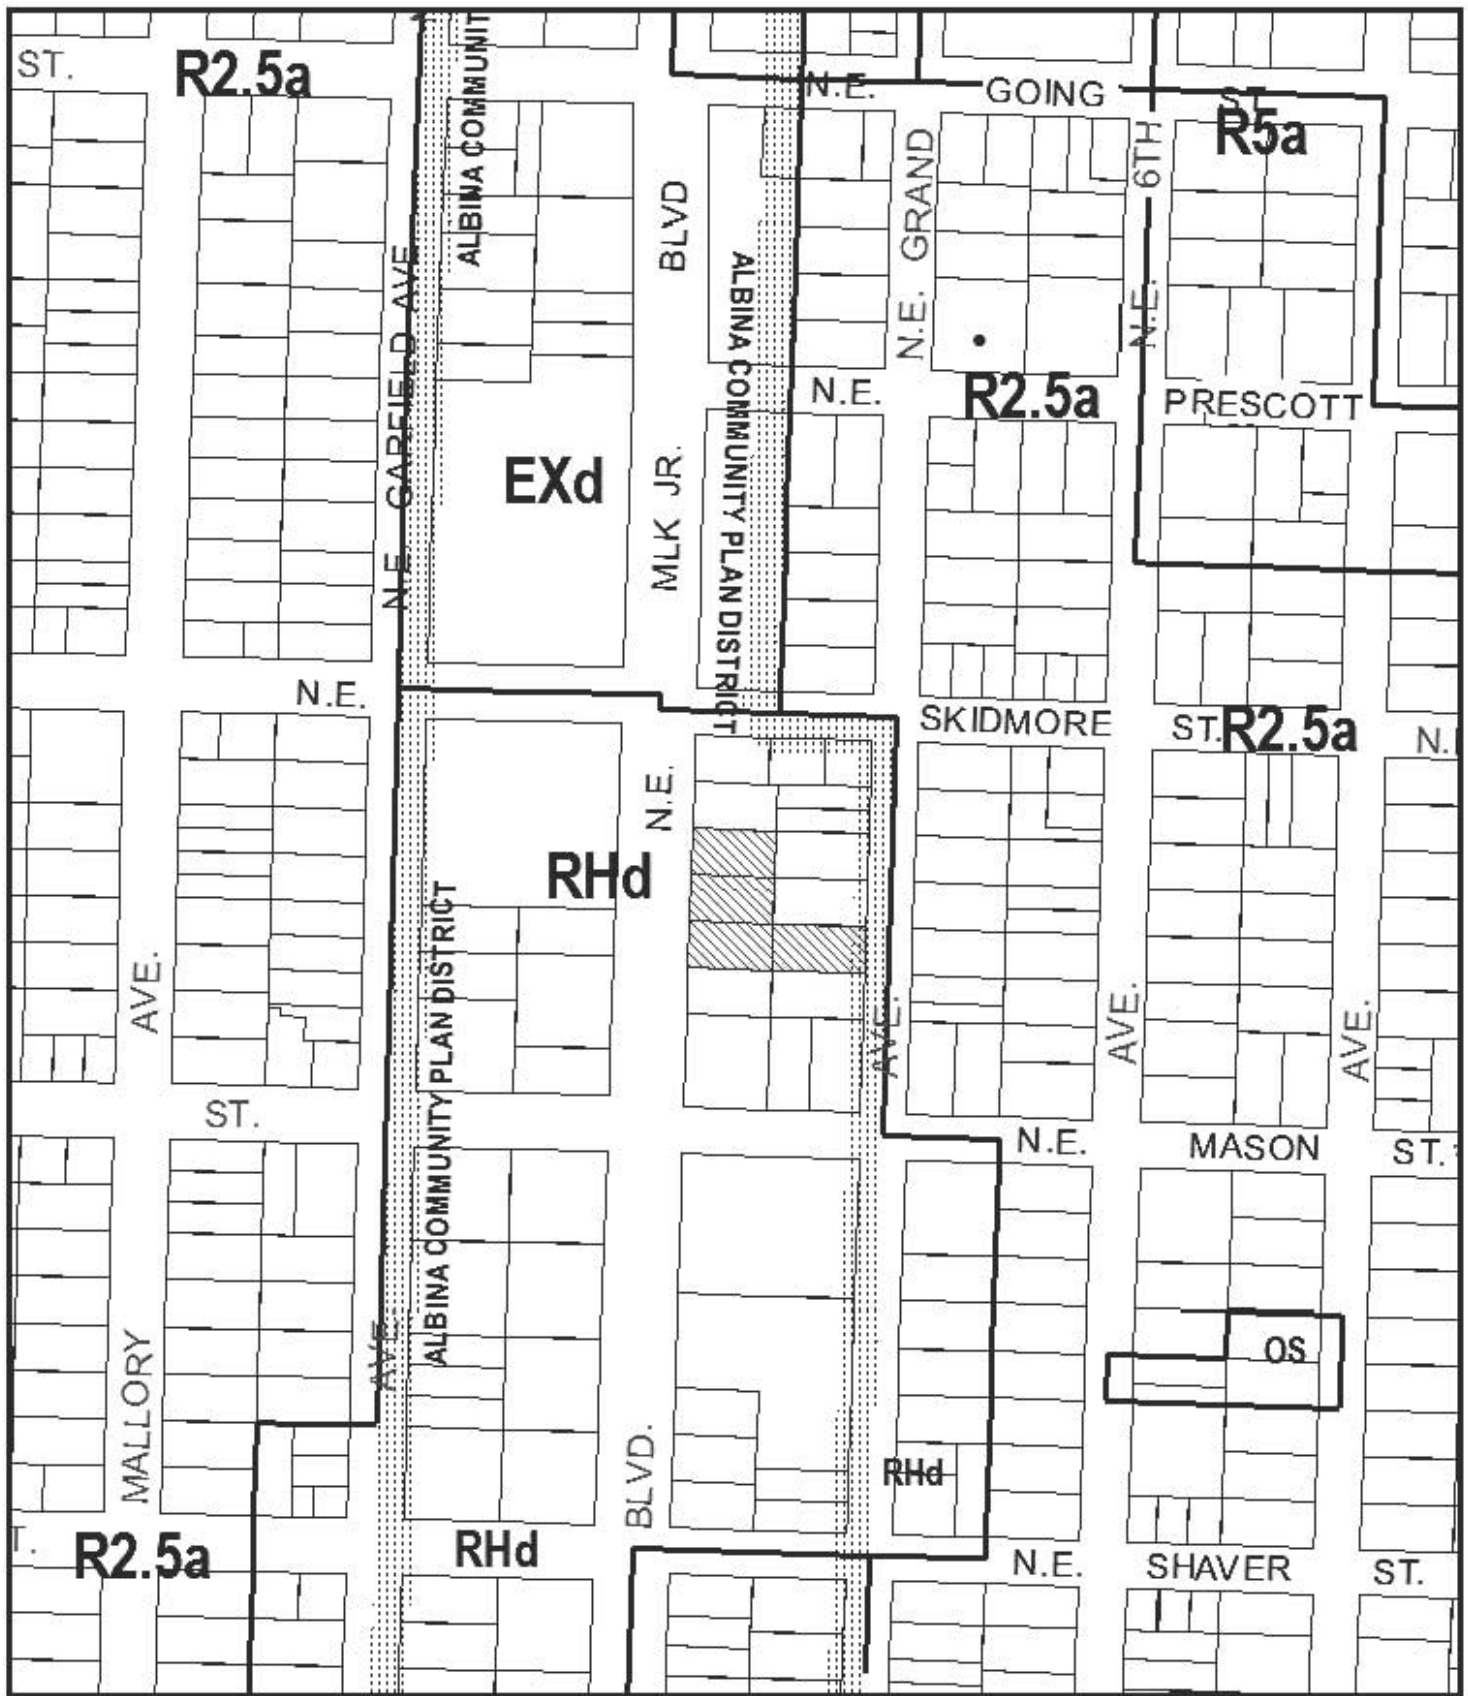 ST.
R2.5a
ALBINA COMMUNIT
N.E.
GOING
ST.
R5a
6TH
N.E.
BLVD
N.E. GRAND
ALBINA COMMUNITY PLAN DISTRICT
N.E. GARFIELD AVE
N.E.
R2.5a
PRESCOTT
EXd
MLK JR.
N.E.
SKIDMORE
ST.
R2.5a
N.
N.E.
RHd
ALBINA COMMUNITY PLAN DISTRICT
AVE.
AVE.
AVE.
AVE.
ST.
N.E.
MASON
ST.
OS
AVE.
MALLORY
BLVD.
RHd
T.
R2.5a
RHd
N.E.
SHAVER
ST.